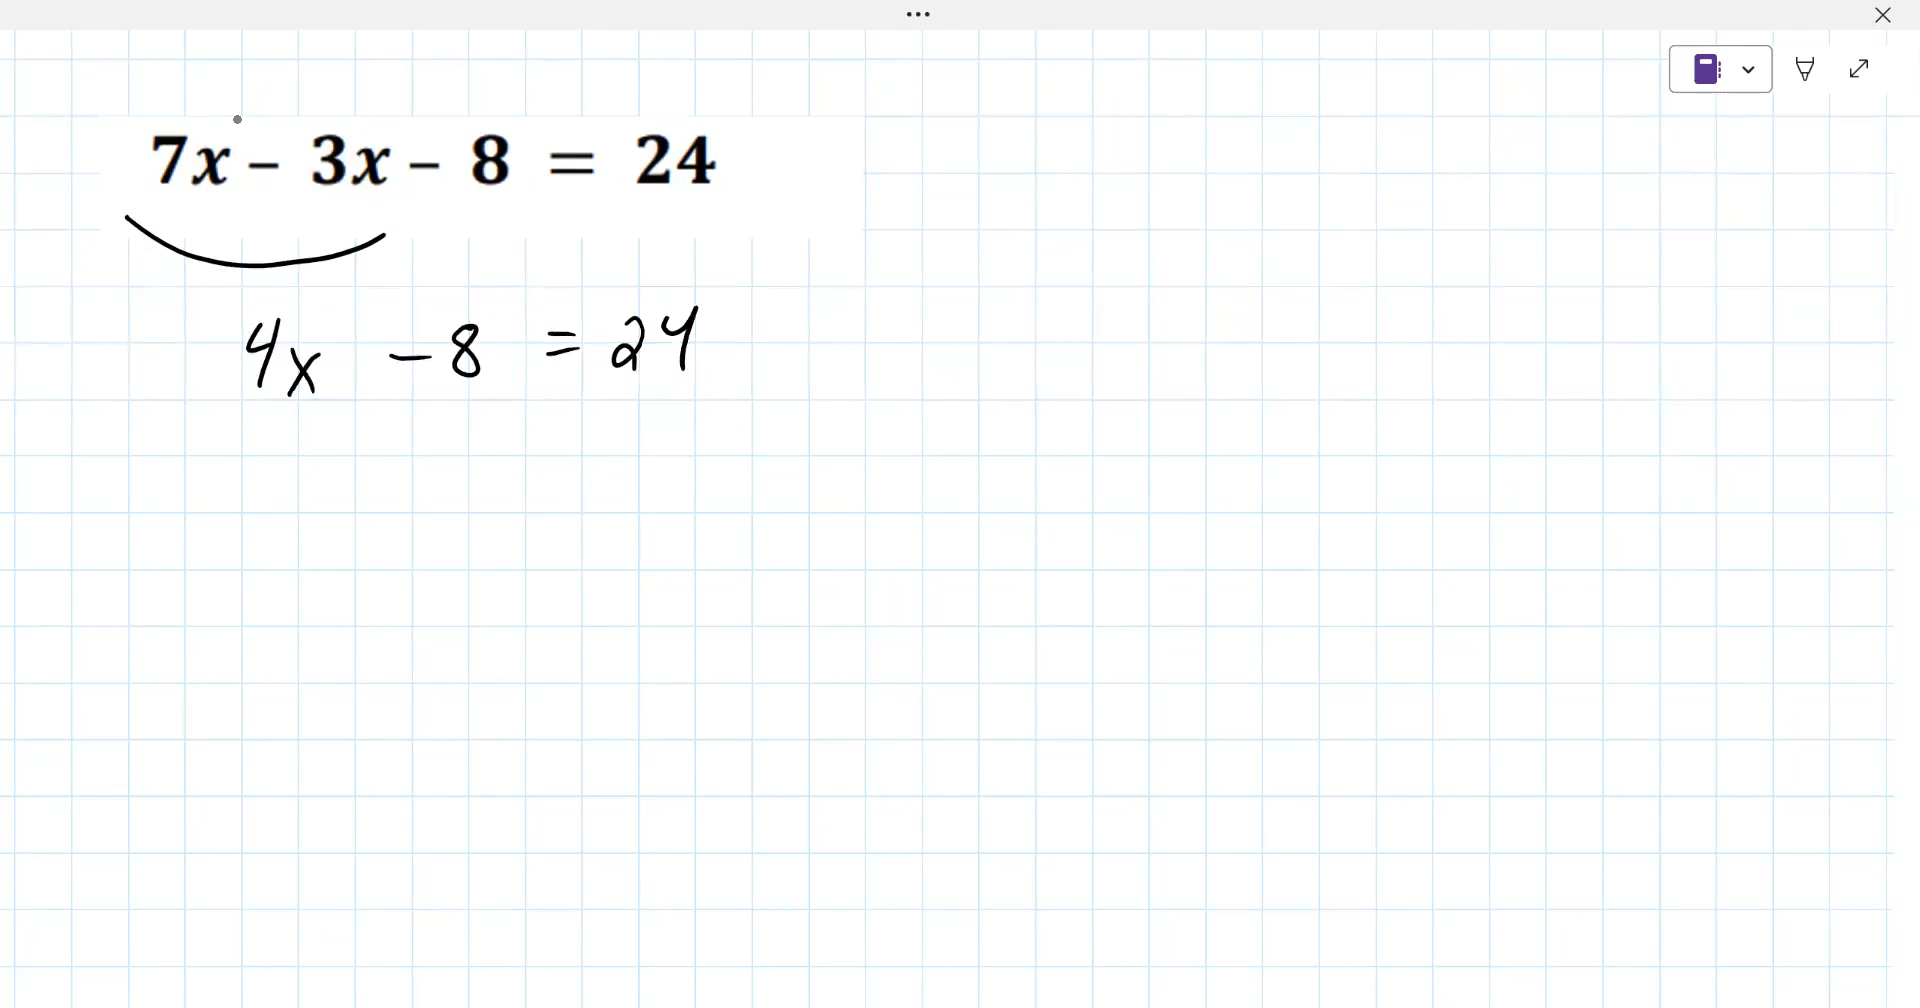 7x – 3x – 8 = 24
4x – 8 = 24